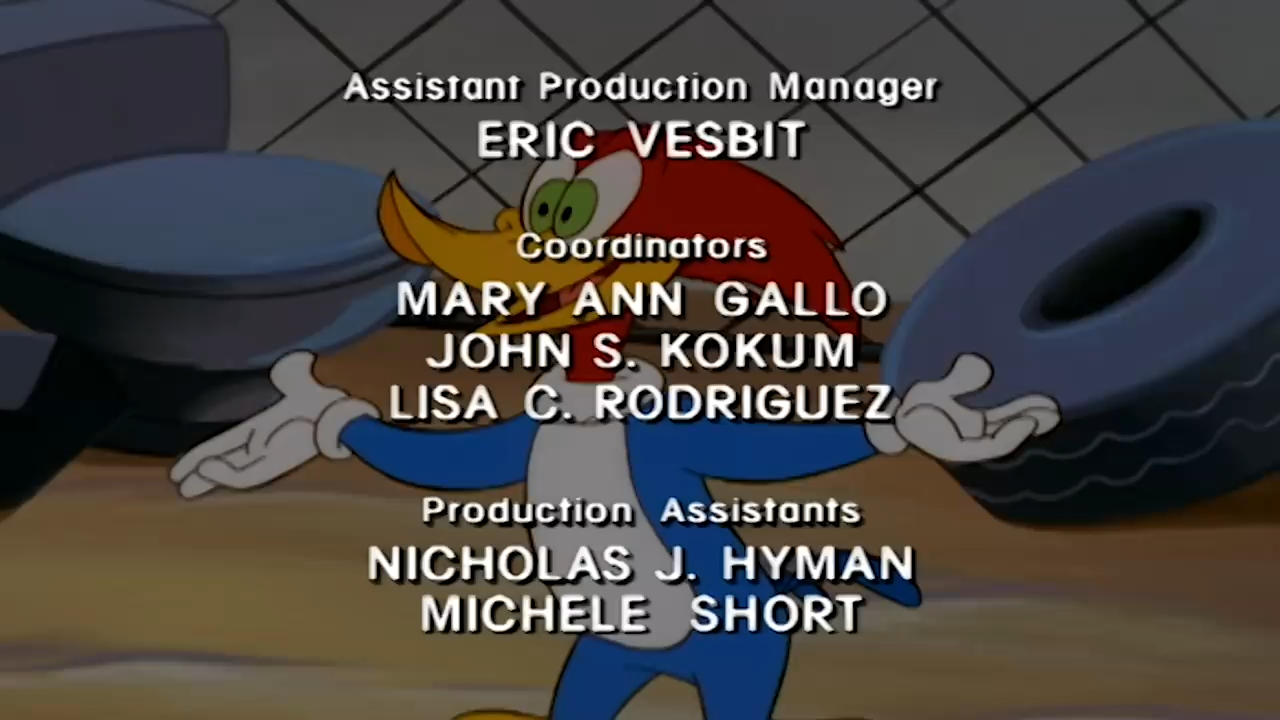 Assistant Production Manager
ERIC VESBIT
Coordinators
MARY ANN GALLO
JOHN S. KOKUM
LISA C. RODRIGUEZ
Production Assistants
NICHOLAS J. HYMAN
MICHELE SHORT